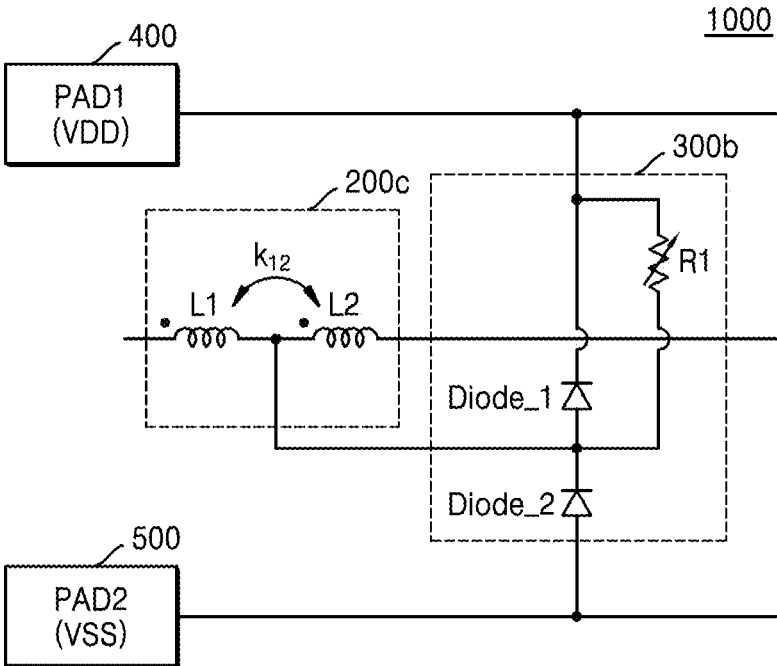 1000
400
PAD1
(VDD)
300b
200c
k12
R1
L1
L2
Diode_1
Diode_2
500
PAD2
(VSS)